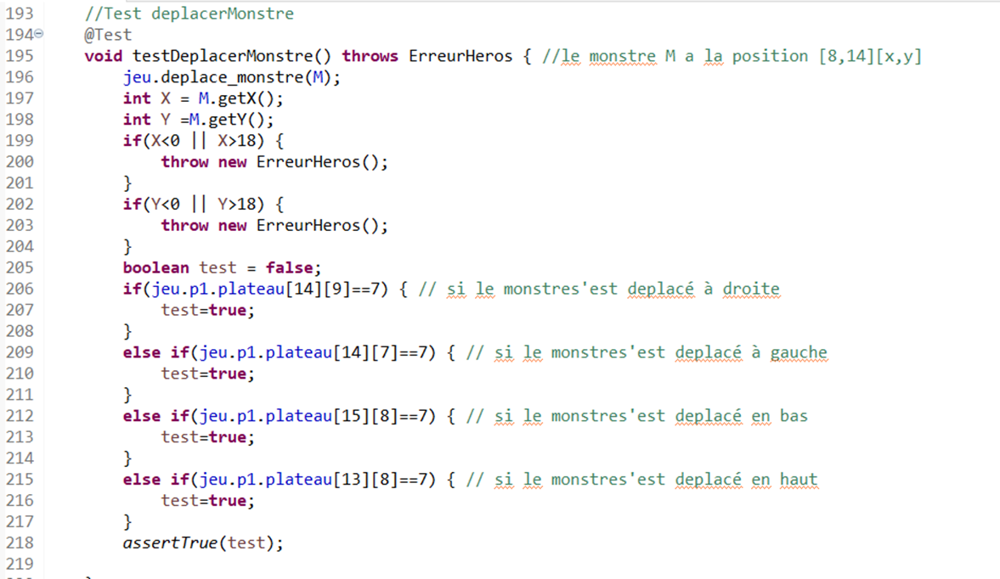 193 //Test deplacerMonstre
194 @Test
195 void testDeplacerMonstre() throws ErreurHeros { //le monstre M a la position [8,14][x,y]
196 jeu.deplace_monstre(M);
197 int X = M.getX();
198 int Y =M.getY();
199 if(X<0 || X>18) {
200 throw new ErreurHeros();
201 }
202 if(Y<0 || Y>18) {
203 throw new ErreurHeros();
204 }
205 boolean test = false;
206 if(jeu.p1.plateau[14][9]==7) { // si le monstres'est deplacé à droite
207 test=true;
208 }
209 else if(jeu.p1.plateau[14][7]==7) { // si le monstres'est deplacé à gauche
210 test=true;
211 }
212 else if(jeu.p1.plateau[15][8]==7) { // si le monstres'est deplacé en bas
213 test=true;
214 }
215 else if(jeu.p1.plateau[13][8]==7) { // si le monstres'est deplacé en haut
216 test=true;
217 }
218 assertTrue(test);
219